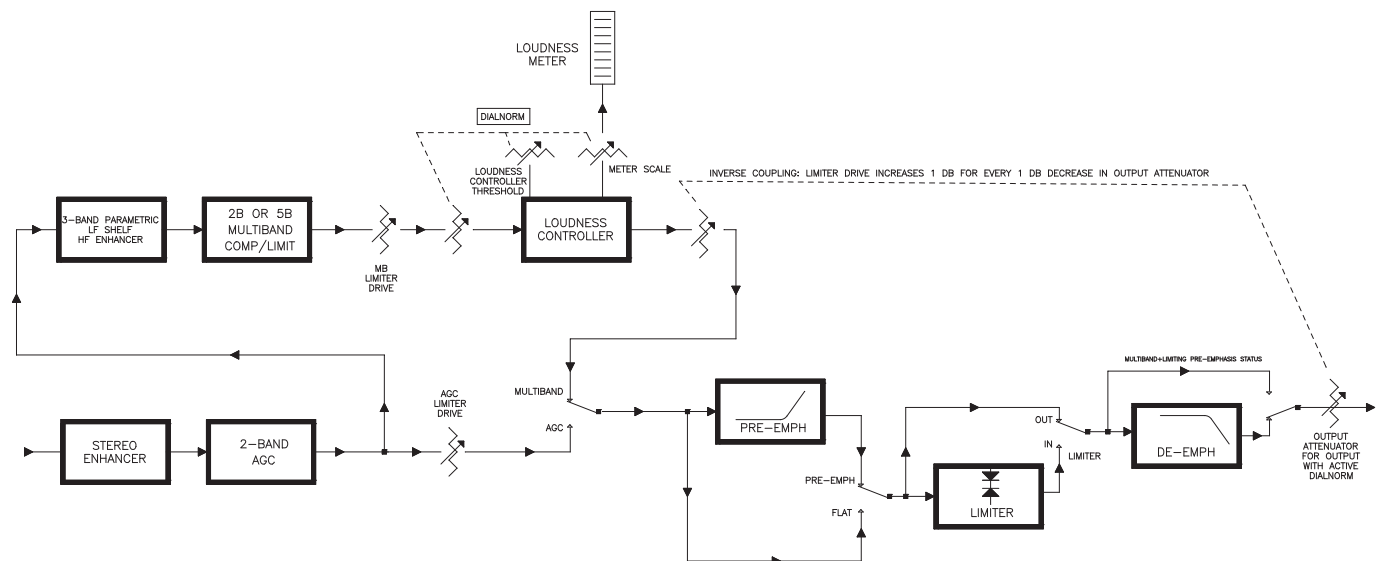 LOUDNESS
METER
DIALNORM
LOUDNESS
CONTROLLER
THRESHOLD
METER SCALE
INVERSE COUPLING: LIMITER DRIVE INCREASES 1 DB FOR EVERY 1 DB DECREASE IN OUTPUT ATTENUATOR
3-BAND PARAMETRIC
LF SHELF
HF ENHANCER
2B OR 5B
MULTIBAND
COMP/LIMIT
MB
LIMITER
DRIVE
LOUDNESS
CONTROLLER
STEREO
ENHANCER
2-BAND
AGC
AGC
LIMITER
DRIVE
MULTIBAND
AGC
PRE-EMPH
PRE-EMPH
FLAT
LIMITER
OUT
IN
LIMITER
MULTIBAND+LIMITING PRE-EMPHASIS STATUS
DE-EMPH
OUTPUT
ATTENUATOR
FOR OUTPUT
WITH ACTIVE
DIALNORM